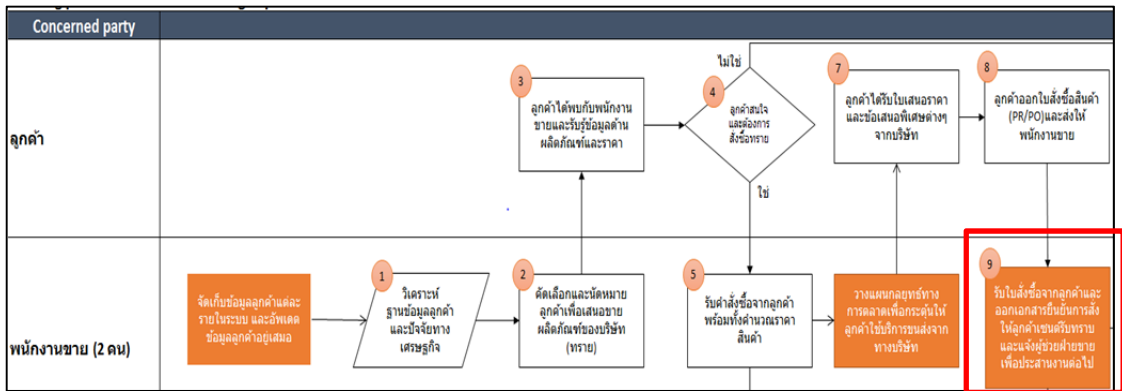 Concerned party
ลูกค้า
3
ลูกค้าได้พบกับพนักงาน
ขายและรับรู้ข้อมูลด้าน
ผลิตภัณฑ์และราคา
ไม่ใช่
4
ลูกค้าสนใจ
และต้องการ
สั่งซื้อทราย
ใช่
7
ลูกค้าได้รับใบเสนอราคา
และข้อเสนอพิเศษต่างๆ
จากบริษัท
8
ลูกค้าออกใบสั่งซื้อสินค้า
(PR/PO)และส่งให้
พนักงานขาย
พนักงานขาย (2 คน)
จัดเก็บข้อมูลลูกค้าแต่ละ
รายในระบบ และอัพเดต
ข้อมูลลูกค้าอยู่เสมอ
1
วิเคราะห์
ฐานข้อมูลลูกค้า
และปัจจัยทาง
เศรษฐกิจ
2
คัดเลือกและนัดหมาย
ลูกค้าเพื่อเสนอขาย
ผลิตภัณฑ์ของบริษัท
(ทราย)
5
รับคำสั่งซื้อจากลูกค้า
พร้อมทั้งคำนวณราคา
สินค้า
วางแผนกลยุทธ์ทาง
การตลาดเพื่อกระตุ้นให้
ลูกค้าใช้บริการขนส่งจาก
ทางบริษัท
9
รับใบสั่งซื้อจากลูกค้าและ
ออกเอกสารยืนยันการสั่ง
ให้ลูกค้าเซนต์รับทราบ
และแจ้งผู้ช่วยฝ่ายขาย
เพื่อประสานงานต่อไป